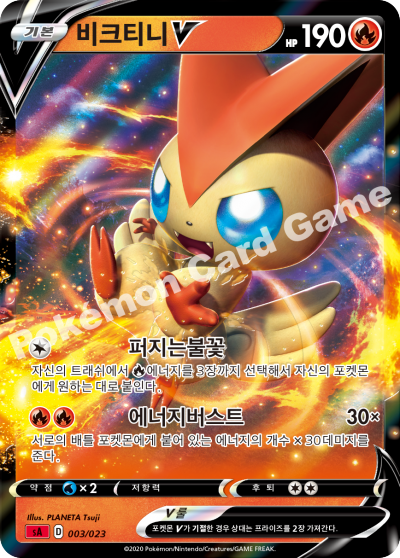 기본 비크티니V HP 190
Pokémon Card Game
퍼지는불꽃
자신의 트래쉬에서 에너지를 3장까지 선택해서 자신의 포켓몬
에게 원하는 대로 붙인다.
에너지버스트 30×
서로의 배틀 포켓몬에게 붙어 있는 에너지의 개수 × 30데미지를
준다.
약점 ×2 저항력 후퇴
V룰
포켓몬 V가 기절한 경우 상대는 프라이즈를 2장 가져간다.
Illus. PLANETA Tsuji
sA D 003/023
©2020 Pokémon/Nintendo/Creatures/GAME FREAK.